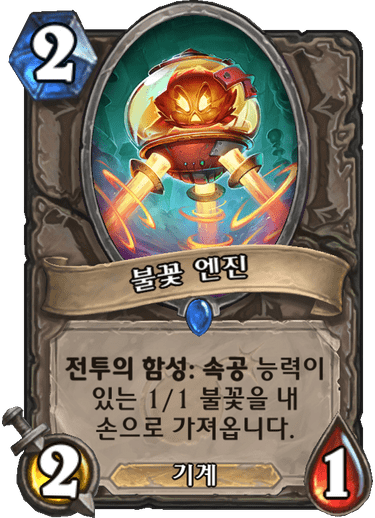 2
불꽃 엔진
전투의 함성: 속공 능력이
있는 1/1 불꽃을 내
손으로 가져옵니다.
2
기계
1